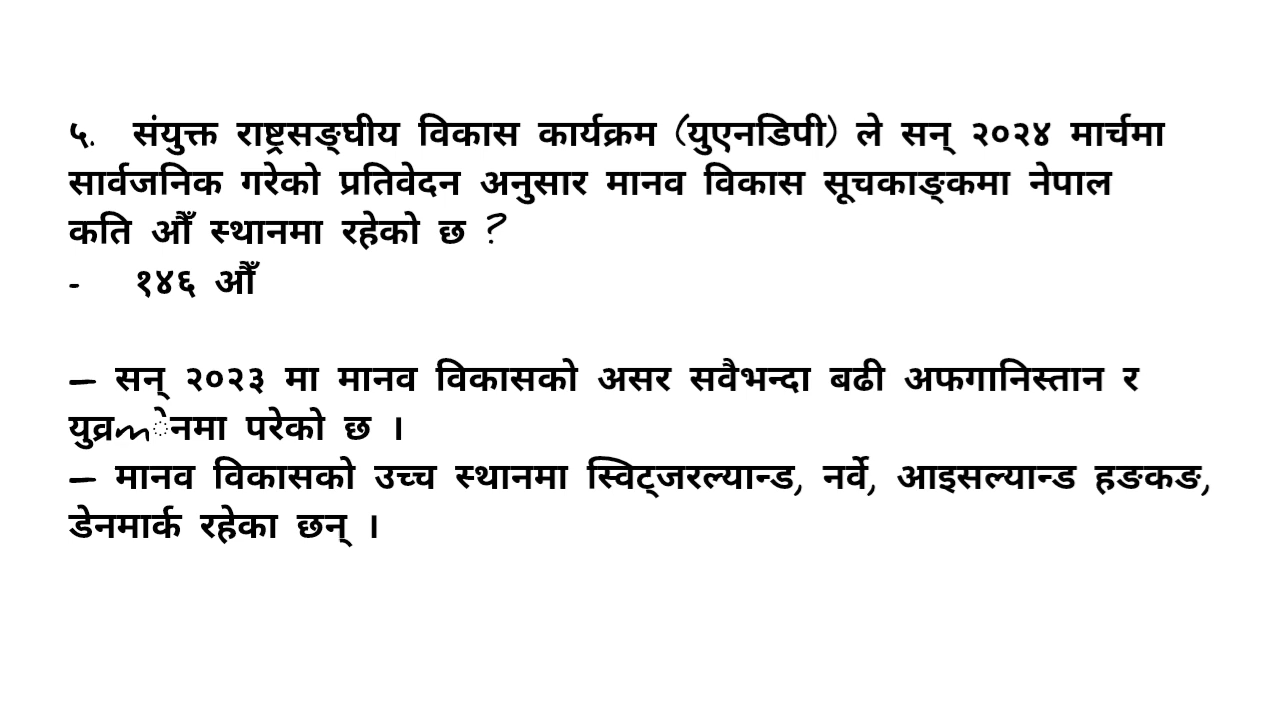 ५. संयुक्त राष्ट्रसङ्घीय विकास कार्यक्रम (युएनडिपी) ले सन् २०२४ मार्चमा
सार्वजनिक गरेको प्रतिवेदन अनुसार मानव विकास सूचकाङ्कमा नेपाल
कति औँ स्थानमा रहेको छ ?
- १४६ औँ
— सन् २०२३ मा मानव विकासको असर सवैभन्दा बढी अफगानिस्तान र
परेको छ ।
— मानव विकासको उच्च स्थानमा स्विट्जरल्यान्ड, नर्वे, आइसल्यान्ड हङकङ,
डेनमार्क रहेका छन् ।